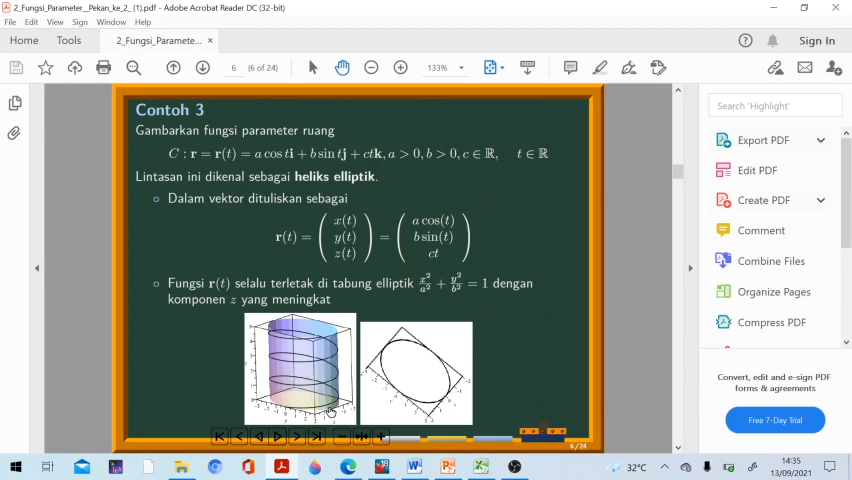 2_Fungsi_Parameter__Pekan_ke_2_ (1).pdf - Adobe Acrobat Reader DC (32-bit)
File Edit View Sign Window Help
Home Tools 2_Fungsi_Paramete... × Sign In
6 (6 of 24) 133%
Contoh 3
Gambarkan fungsi parameter ruang
C : r = r(t) = a cos ti + b sin tj + ctk, a > 0, b > 0, c ∈ ℝ, t ∈ ℝ
Lintasan ini dikenal sebagai heliks elliptik.
Dalam vektor dituliskan sebagai
r(t) = ( x(t) y(t) z(t) ) = ( a cos(t) b sin(t) ct )
Fungsi r(t) selalu terletak di tabung elliptik x²/a² + y²/b² = 1 dengan
komponen z yang meningkat
6/24
Search 'Highlight'
Export PDF
Edit PDF
Create PDF
Comment
Combine Files
Organize Pages
Compress PDF
Convert, edit and e-sign PDF
forms & agreements
Free 7-Day Trial
32°C
14:35
13/09/2021